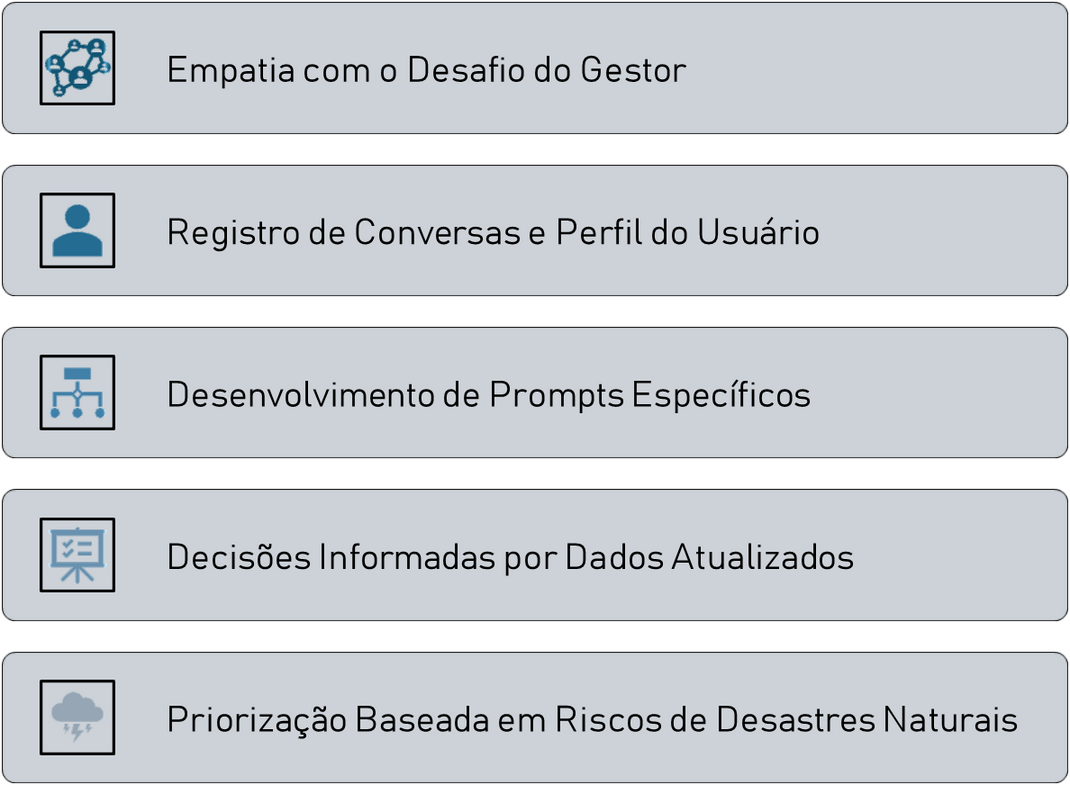 Empatia com o Desafio do Gestor
Registro de Conversas e Perfil do Usuário
Desenvolvimento de Prompts Específicos
Decisões Informadas por Dados Atualizados
Priorização Baseada em Riscos de Desastres Naturais